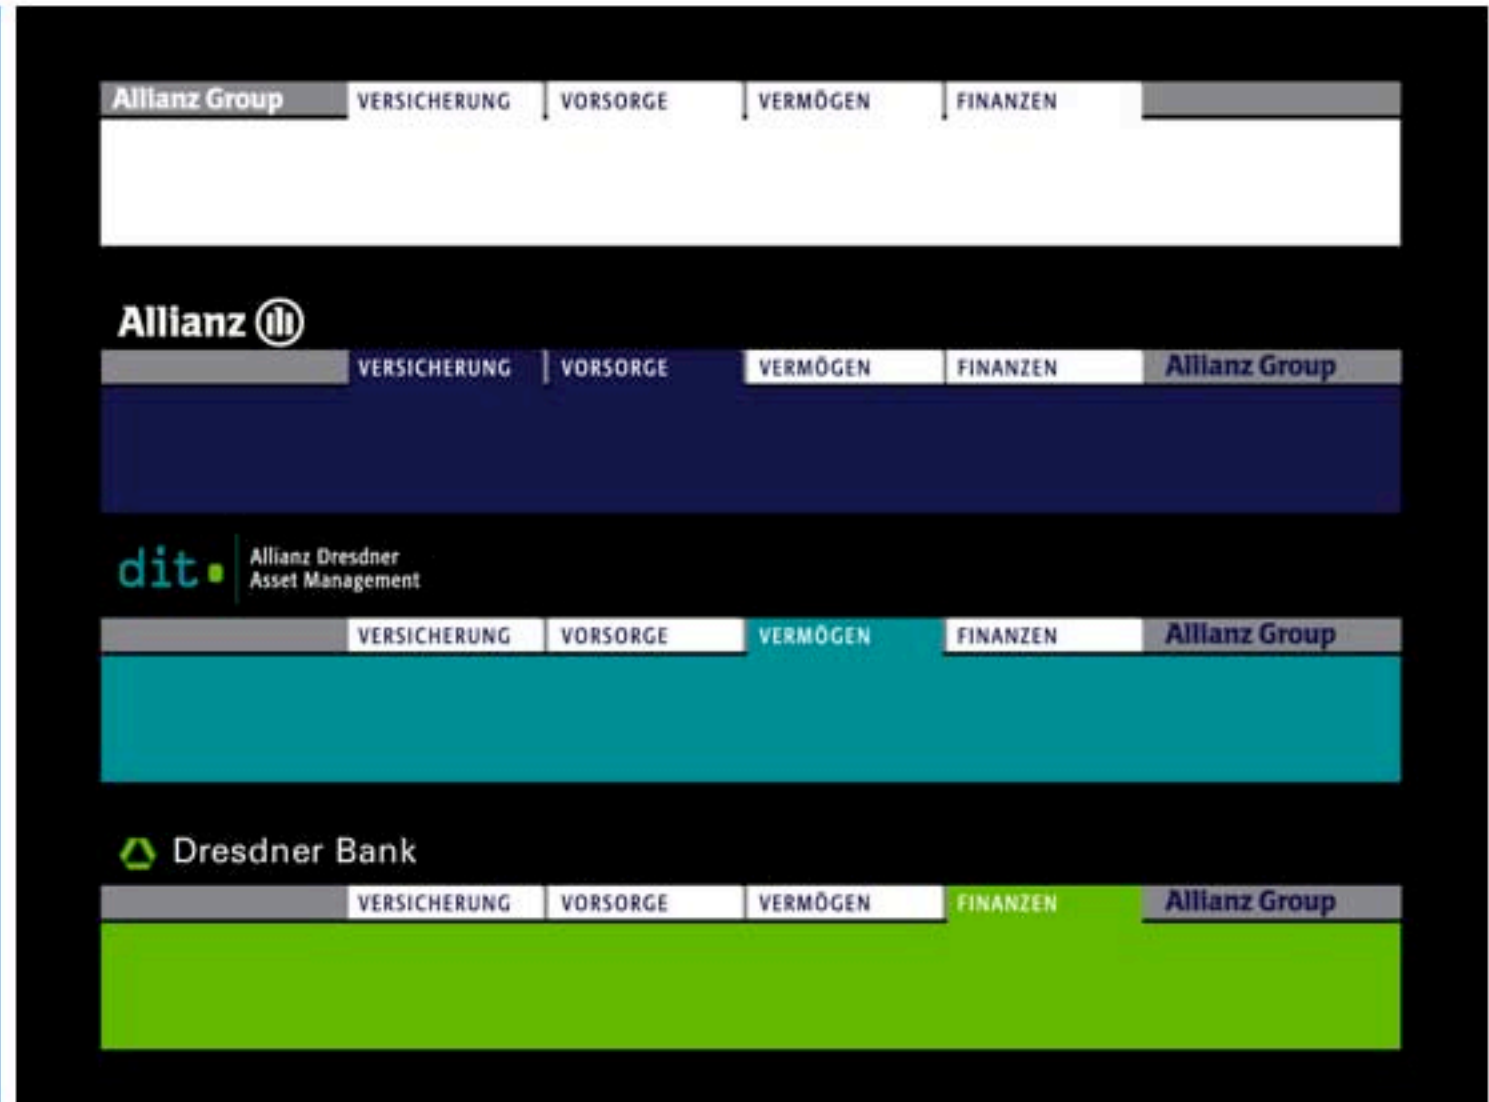 Allianz Group VERSICHERUNG VORSORGE VERMÖGEN FINANZEN
Allianz
VERSICHERUNG VORSORGE VERMÖGEN FINANZEN Allianz Group
dit
Allianz Dresdner
Asset Management
VERSICHERUNG VORSORGE VERMÖGEN FINANZEN Allianz Group
Dresdner Bank
VERSICHERUNG VORSORGE VERMÖGEN FINANZEN Allianz Group